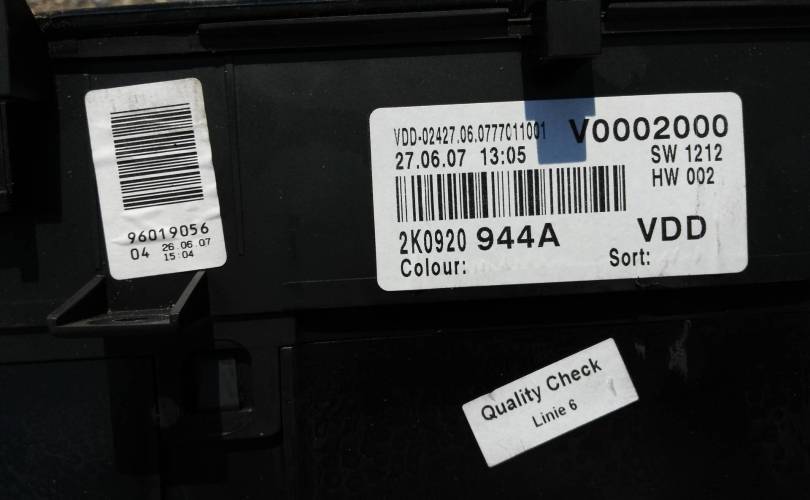 96019056
04 26.06.07
15:04
VDD-02427.06.0777011001 V0002000
27.06.07 13:05 SW 1212
HW 002
2K0920 944A VDD
Colour: Sort:
Quality Check
Linie 6